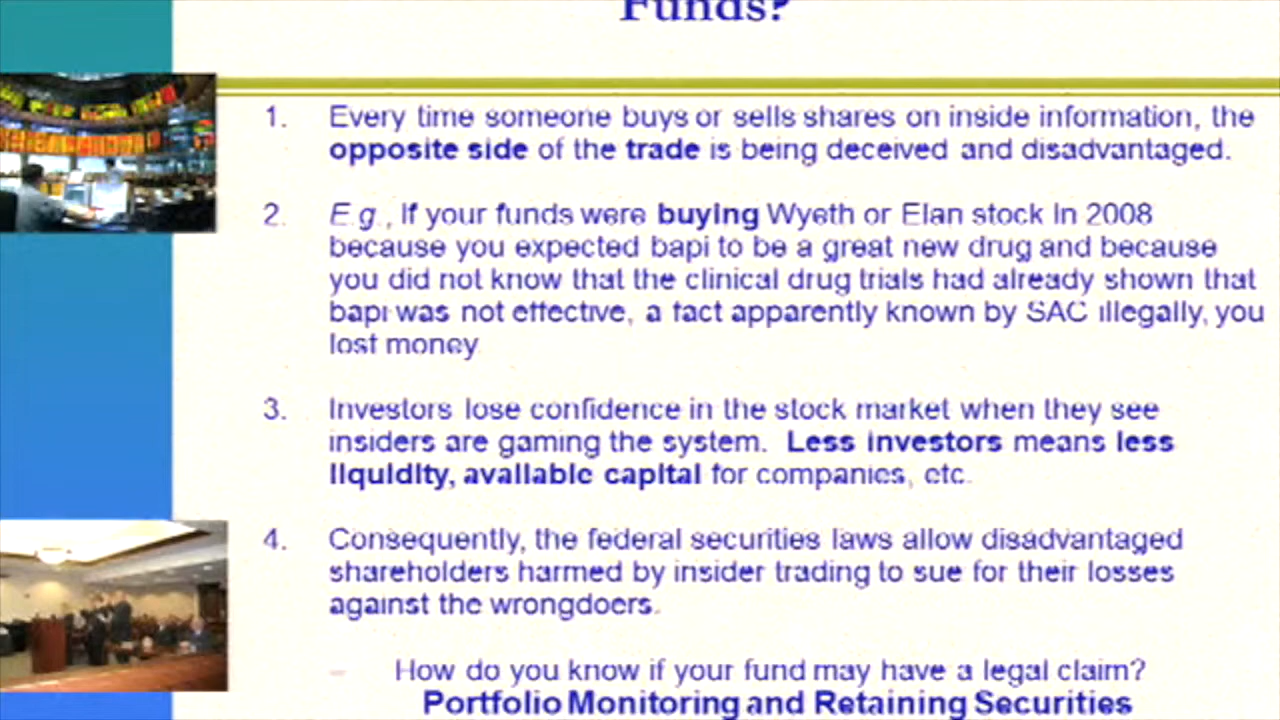 Funds?
1. Every time someone buys or sells shares on inside information, the
opposite side of the trade is being deceived and disadvantaged.
2. E.g., If your funds were buying Wyeth or Elan stock in 2008
because you expected bapi to be a great new drug and because
you did not know that the clinical drug trials had already shown that
bapi was not effective, a fact apparently known by SAC illegally, you
lost money
3. Investors lose confidence in the stock market when they see
insiders are gaming the system. Less investors means less
liquidity, available capital for companies, etc.
4. Consequently, the federal securities laws allow disadvantaged
shareholders harmed by insider trading to sue for their losses
against the wrongdoers.
– How do you know if your fund may have a legal claim?
Portfolio Monitoring and Retaining Securities